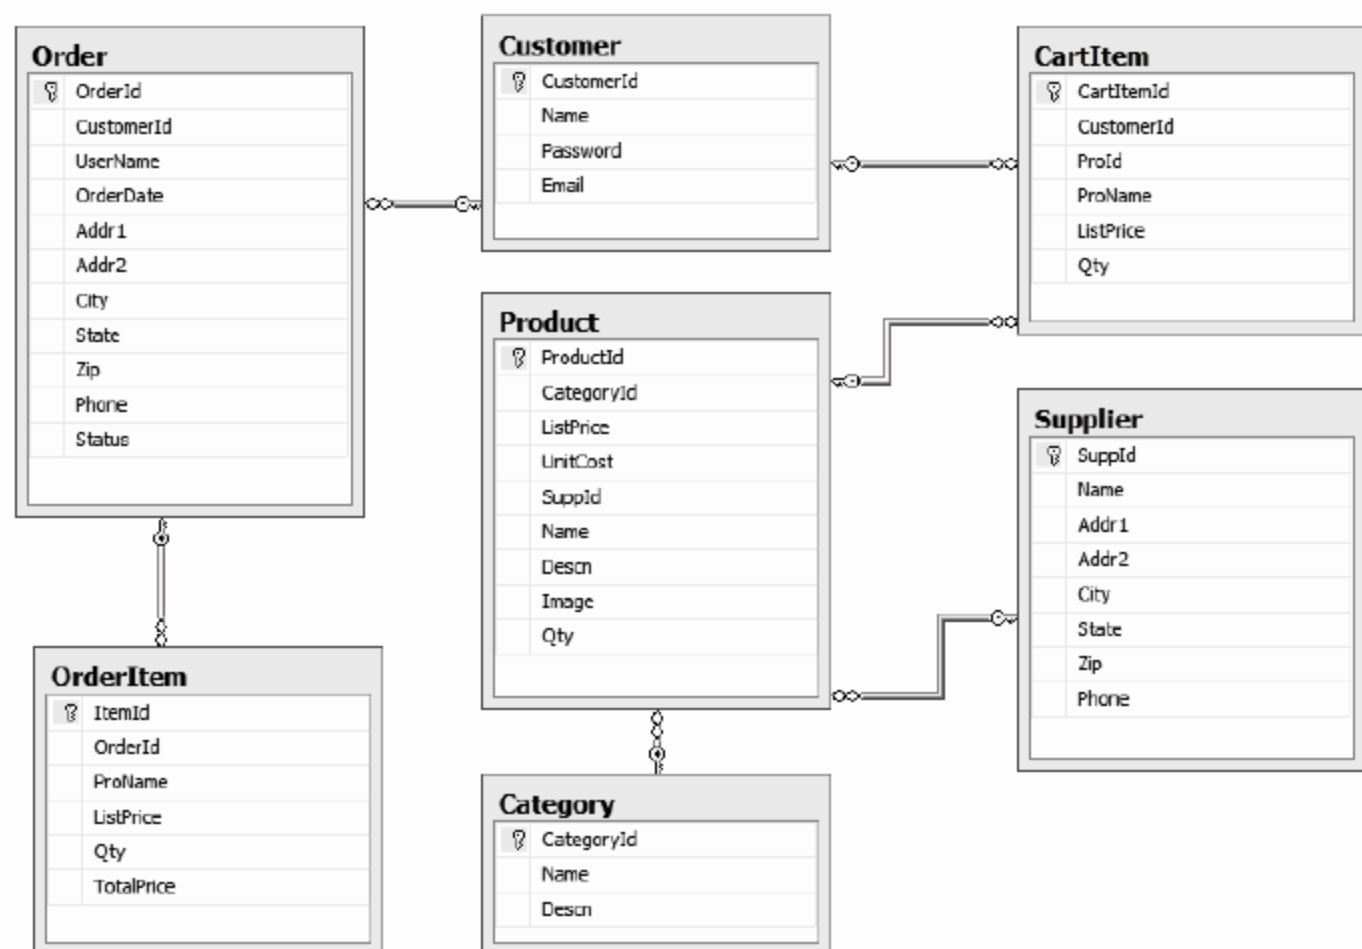 Order
OrderId
CustomerId
UserName
OrderDate
Addr1
Addr2
City
State
Zip
Phone
Status
Customer
CustomerId
Name
Password
Email
CartItem
CartItemId
CustomerId
ProId
ProName
ListPrice
Qty
Product
ProductId
CategoryId
ListPrice
UnitCost
SuppId
Name
Descn
Image
Qty
Supplier
SuppId
Name
Addr1
Addr2
City
State
Zip
Phone
OrderItem
ItemId
OrderId
ProName
ListPrice
Qty
TotalPrice
Category
CategoryId
Name
Descn